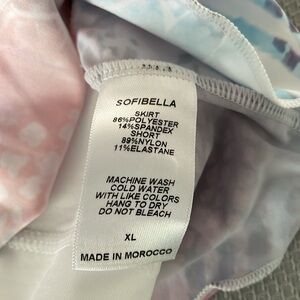 SOFIBELLA
SKIRT
86%POLYESTER
14%SPANDEX
SHORT
89%NYLON
11%ELASTANE
MACHINE WASH
COLD WATER
WITH LIKE COLORS
HANG TO DRY
DO NOT BLEACH
XL
MADE IN MOROCCO